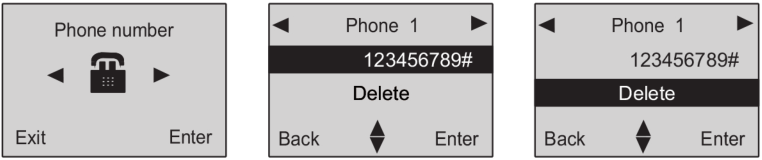 Phone number
Exit Enter
Phone 1
123456789#
Delete
Back Enter
Phone 1
123456789#
Delete
Back Enter